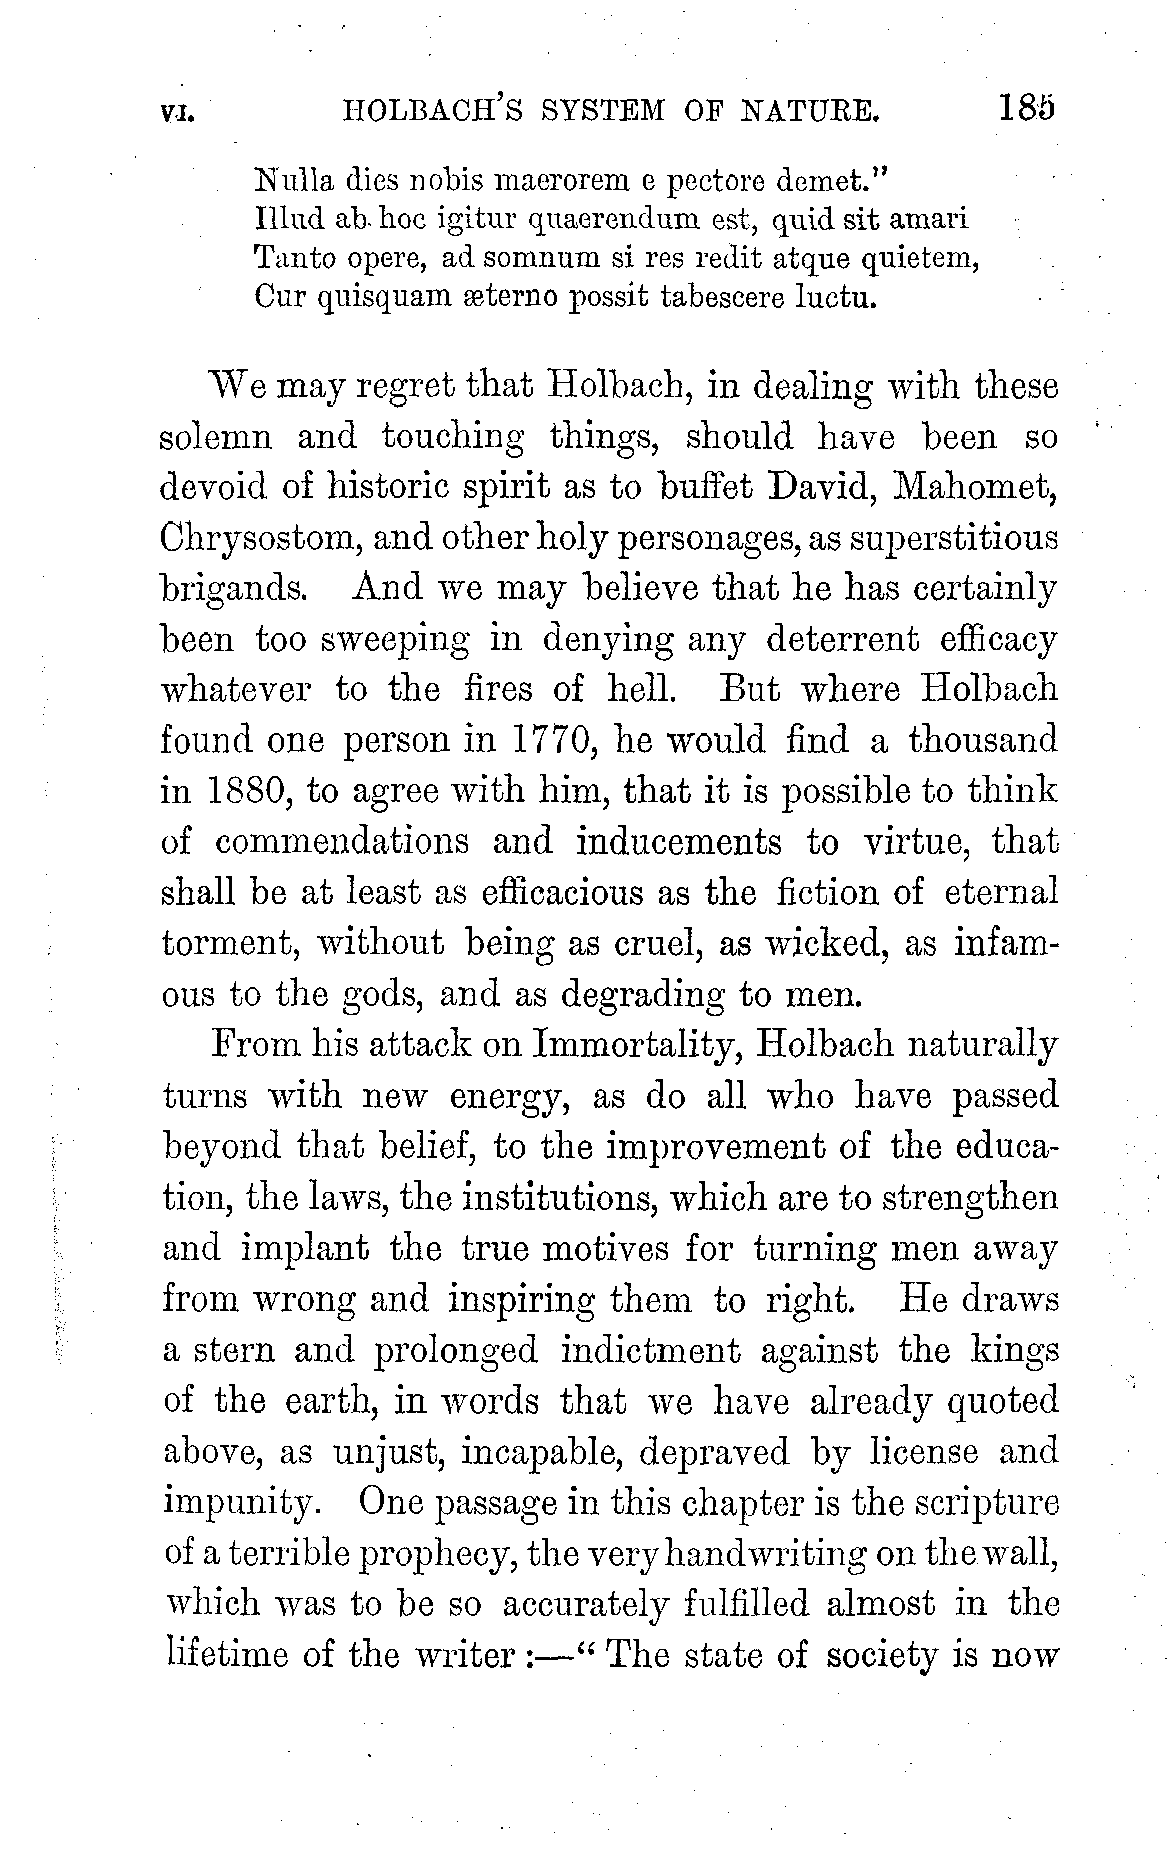 VI. HOLBACH'S SYSTEM OF NATURE. 185
Nulla dies nobis maerorem e pectore demet."
Illud ab hoc igitur quaerendum est, quid sit amari
Tanto opere, ad somnum si res redit atque quietem,
Cur quisquam æterno possit tabescere luctu.
We may regret that Holbach, in dealing with these
solemn and touching things, should have been so
devoid of historic spirit as to buffet David, Mahomet,
Chrysostom, and other holy personages, as superstitious
brigands. And we may believe that he has certainly
been too sweeping in denying any deterrent efficacy
whatever to the fires of hell. But where Holbach
found one person in 1770, he would find a thousand
in 1880, to agree with him, that it is possible to think
of commendations and inducements to virtue, that
shall be at least as efficacious as the fiction of eternal
torment, without being as cruel, as wicked, as infam-
ous to the gods, and as degrading to men.
From his attack on Immortality, Holbach naturally
turns with new energy, as do all who have passed
beyond that belief, to the improvement of the educa-
tion, the laws, the institutions, which are to strengthen
and implant the true motives for turning men away
from wrong and inspiring them to right. He draws
a stern and prolonged indictment against the kings
of the earth, in words that we have already quoted
above, as unjust, incapable, depraved by license and
impunity. One passage in this chapter is the scripture
of a terrible prophecy, the very handwriting on the wall,
which was to be so accurately fulfilled almost in the
lifetime of the writer :—" The state of society is now